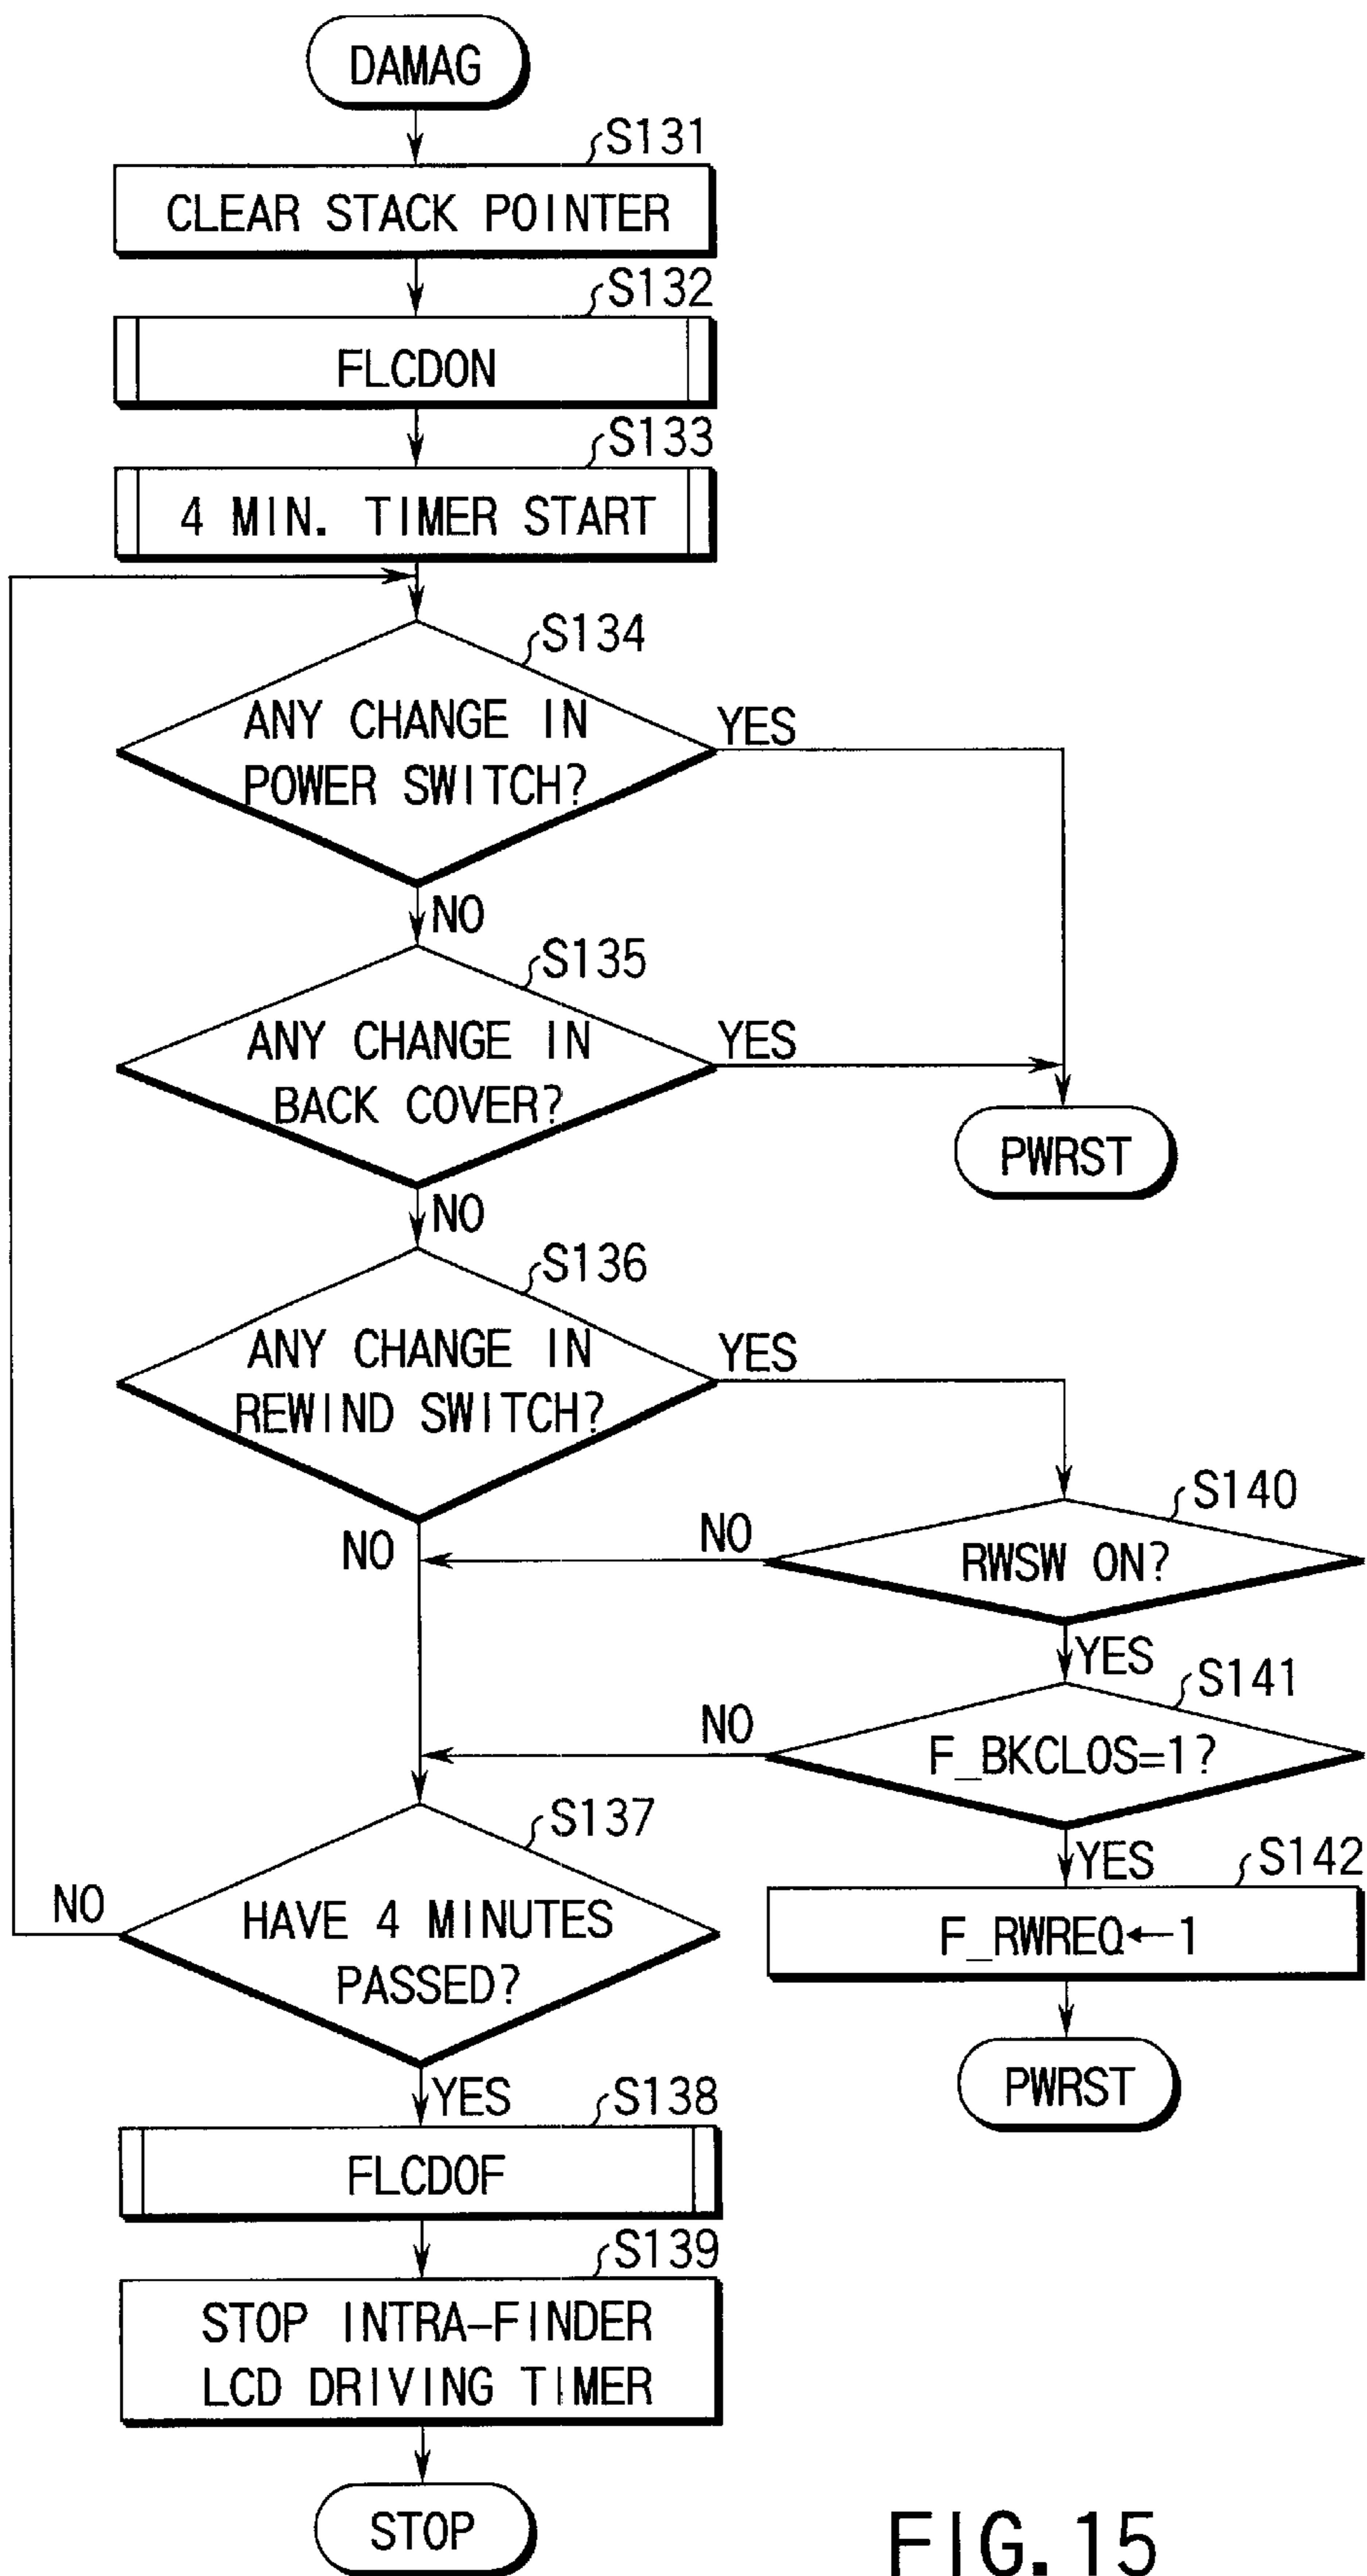 DAMAG
S131
CLEAR STACK POINTER
S132
FLCDON
S133
4 MIN. TIMER START
S134
ANY CHANGE IN
POWER SWITCH?
YES
NO
S135
ANY CHANGE IN
BACK COVER?
YES
PWRST
NO
S136
ANY CHANGE IN
REWIND SWITCH?
YES
NO
S140
RWSW ON?
NO
YES
S141
F_BKCLOS=1?
NO
YES
S142
F_RWREQ←1
PWRST
S137
HAVE 4 MINUTES
PASSED?
NO
YES
S138
FLCDOF
S139
STOP INTRA-FINDER
LCD DRIVING TIMER
STOP
FIG.15